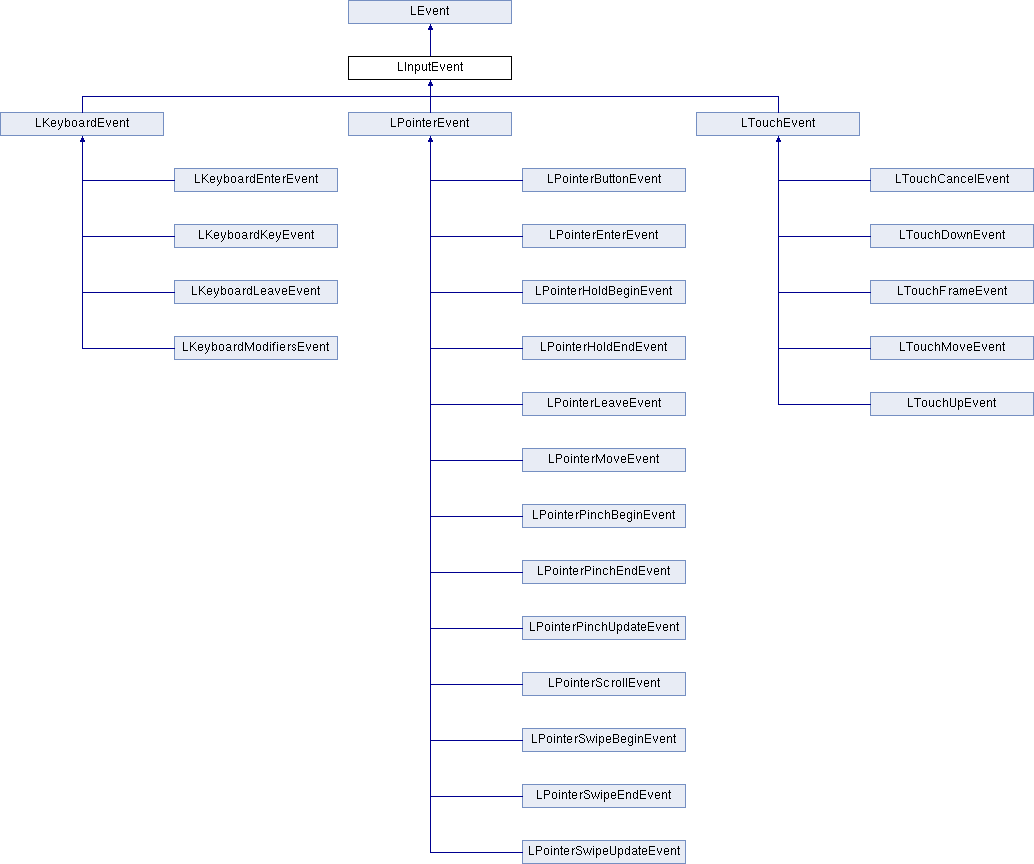 LEvent
LInputEvent
LKeyboardEvent
LPointerEvent
LTouchEvent
LKeyboardEnterEvent
LPointerButtonEvent
LTouchCancelEvent
LKeyboardKeyEvent
LPointerEnterEvent
LTouchDownEvent
LKeyboardLeaveEvent
LPointerHoldBeginEvent
LTouchFrameEvent
LKeyboardModifiersEvent
LPointerHoldEndEvent
LTouchMoveEvent
LPointerLeaveEvent
LTouchUpEvent
LPointerMoveEvent
LPointerPinchBeginEvent
LPointerPinchEndEvent
LPointerPinchUpdateEvent
LPointerScrollEvent
LPointerSwipeBeginEvent
LPointerSwipeEndEvent
LPointerSwipeUpdateEvent